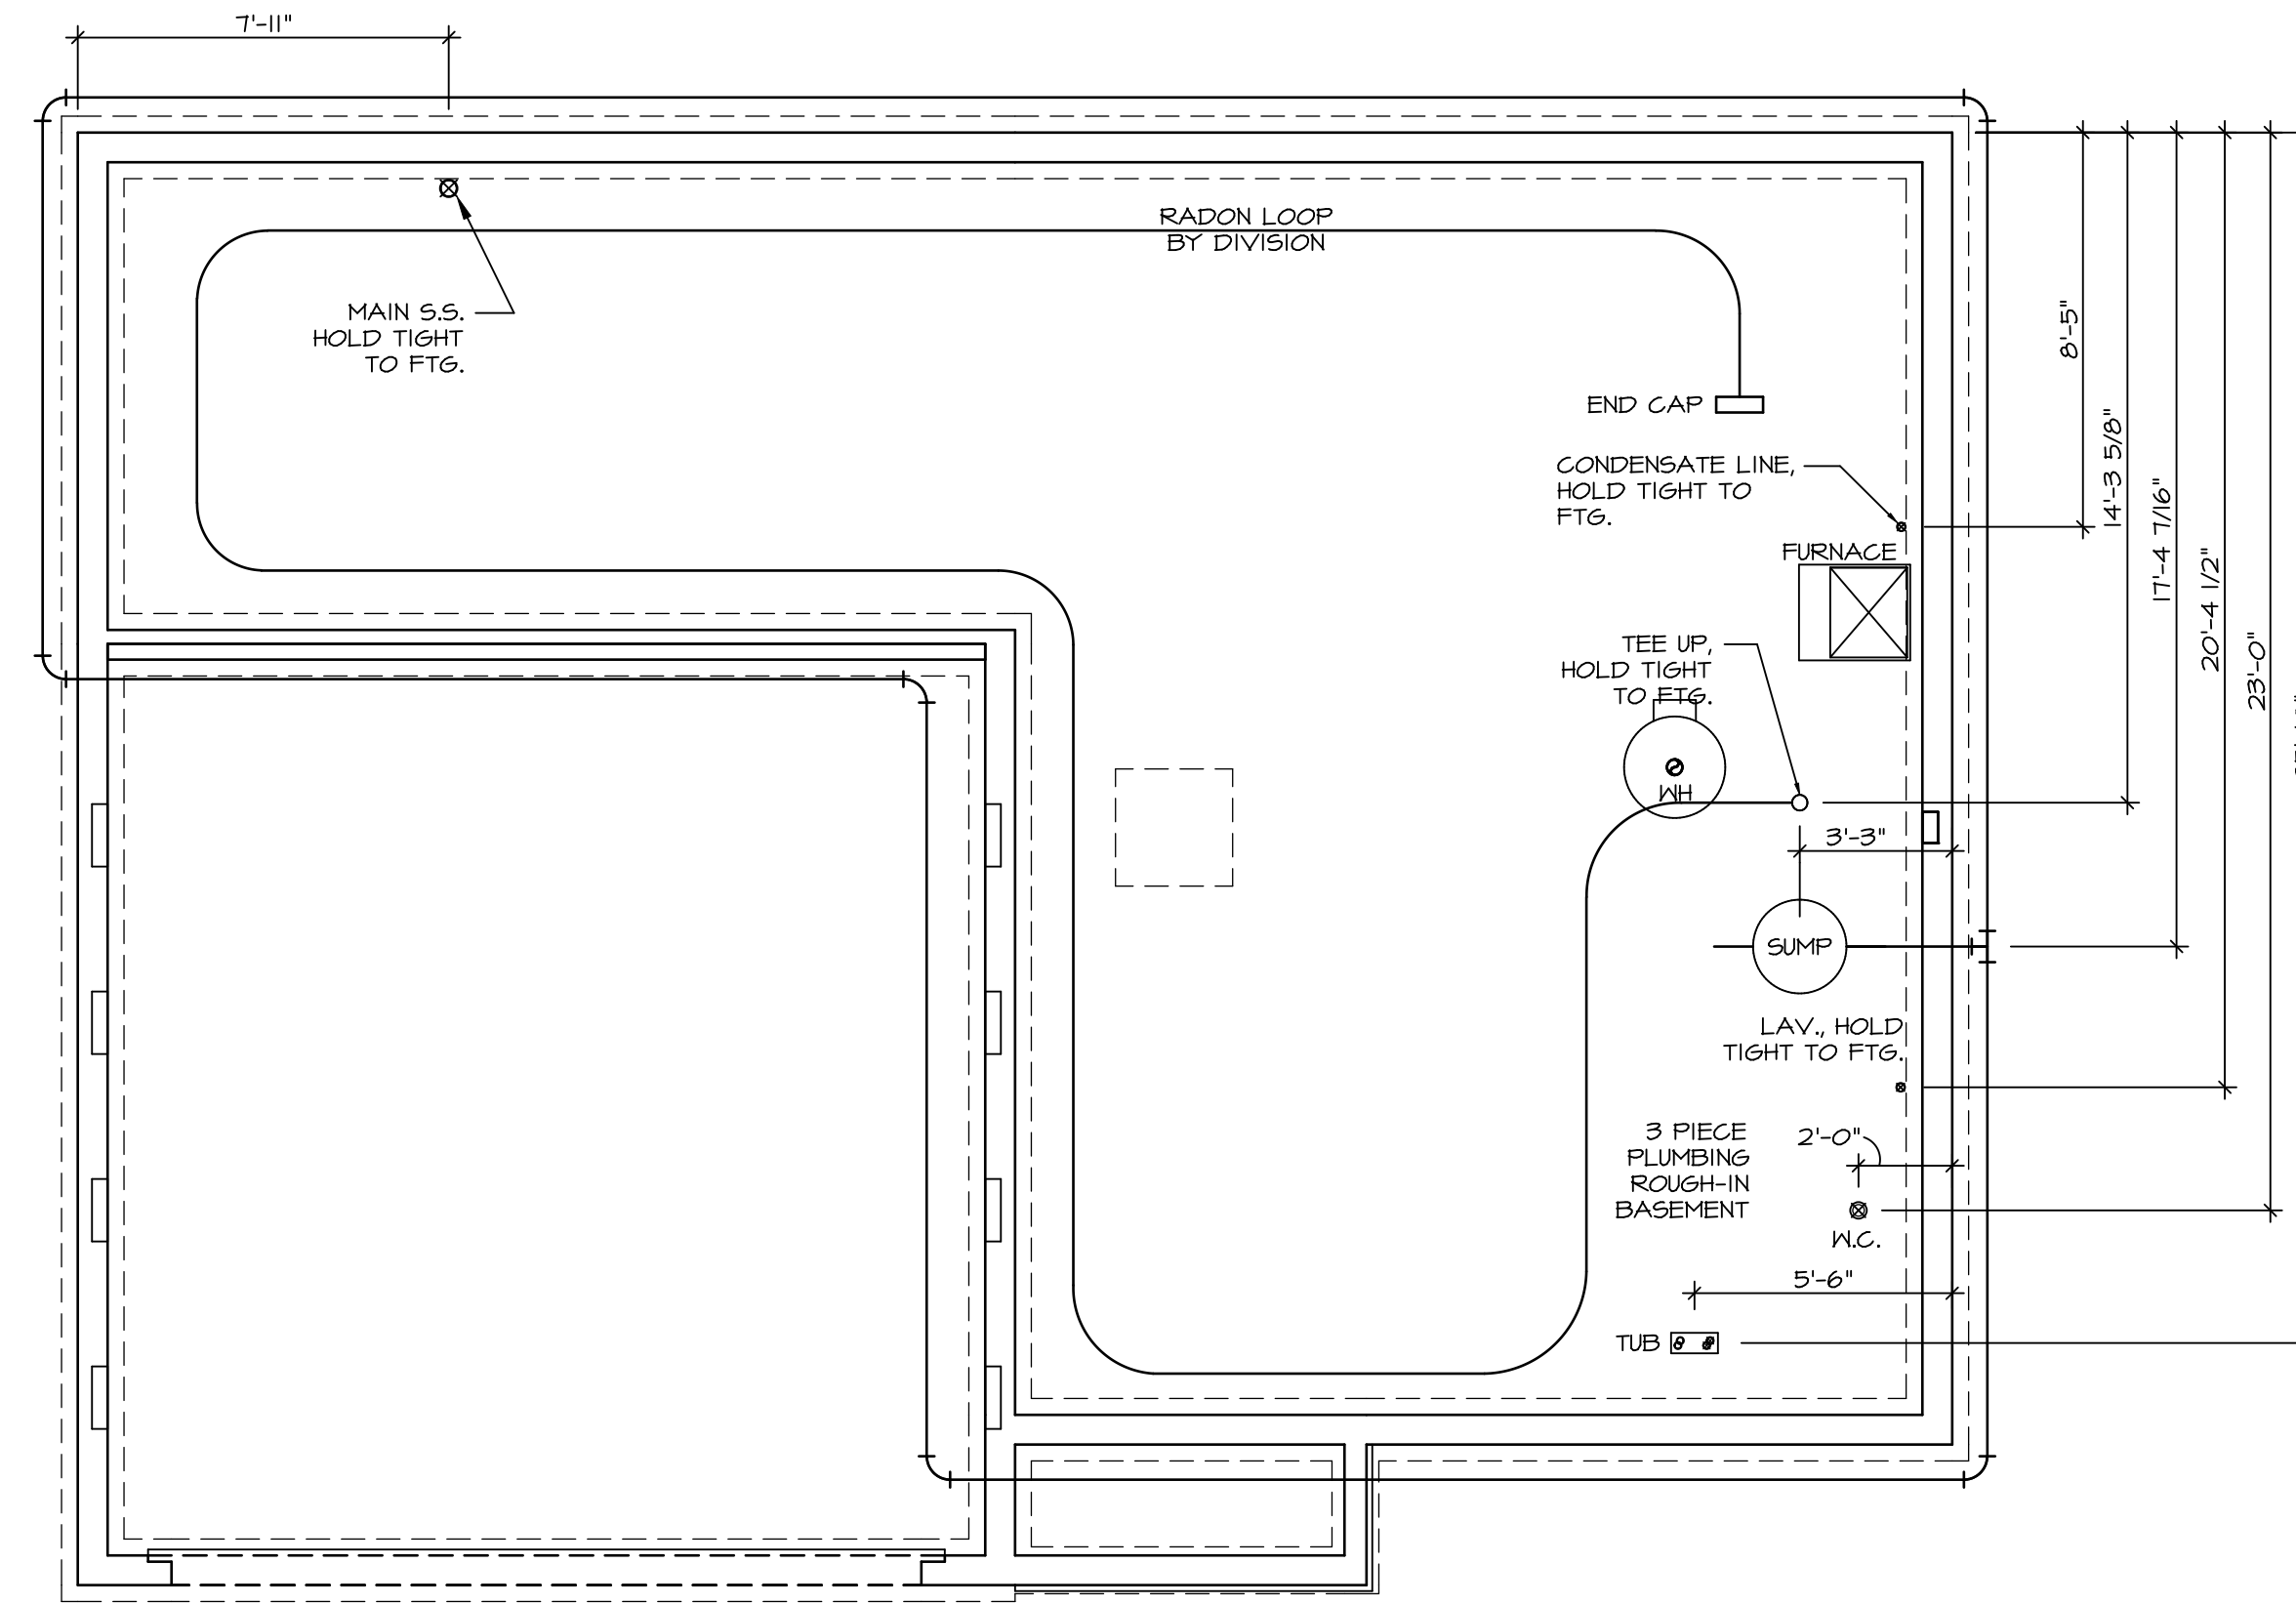 7'-11"
RADON LOOP
BY DIVISION
MAIN S.S.
HOLD TIGHT
TO FTG.
END CAP
CONDENSATE LINE,
HOLD TIGHT TO
FTG.
FURNACE
TEE UP,
HOLD TIGHT
TO FTG.
WH
3'-3"
SUMP
LAV., HOLD
TIGHT TO FTG.
3 PIECE
PLUMBING
ROUGH-IN
BASEMENT
2'-0"
W.C.
5'-6"
TUB
8'-5"
14'-3 5/8"
17'-4 7/16"
20'-4 1/2"
23'-0"